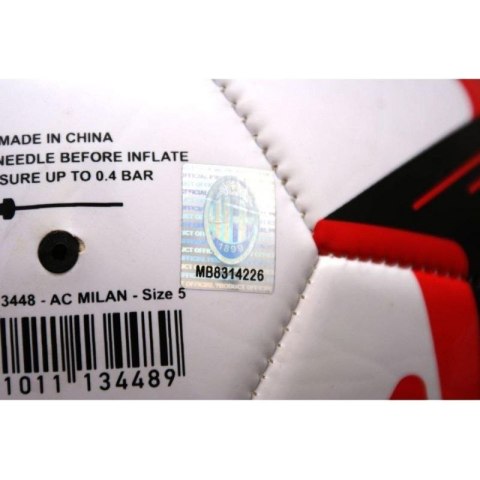 MADE IN CHINA
NEEDLE BEFORE INFLATE
SURE UP TO 0.4 BAR
1899
MB8314226
3448 - AC MILAN - Size 5
1011 134489